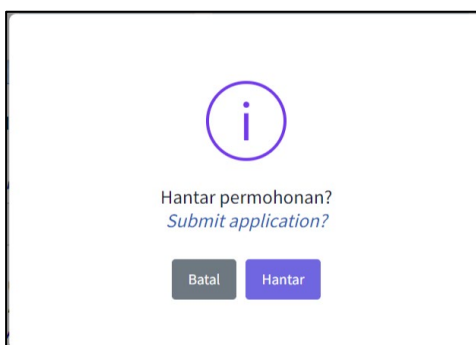 Hantar permohonan?
Submit application?
Batal Hantar